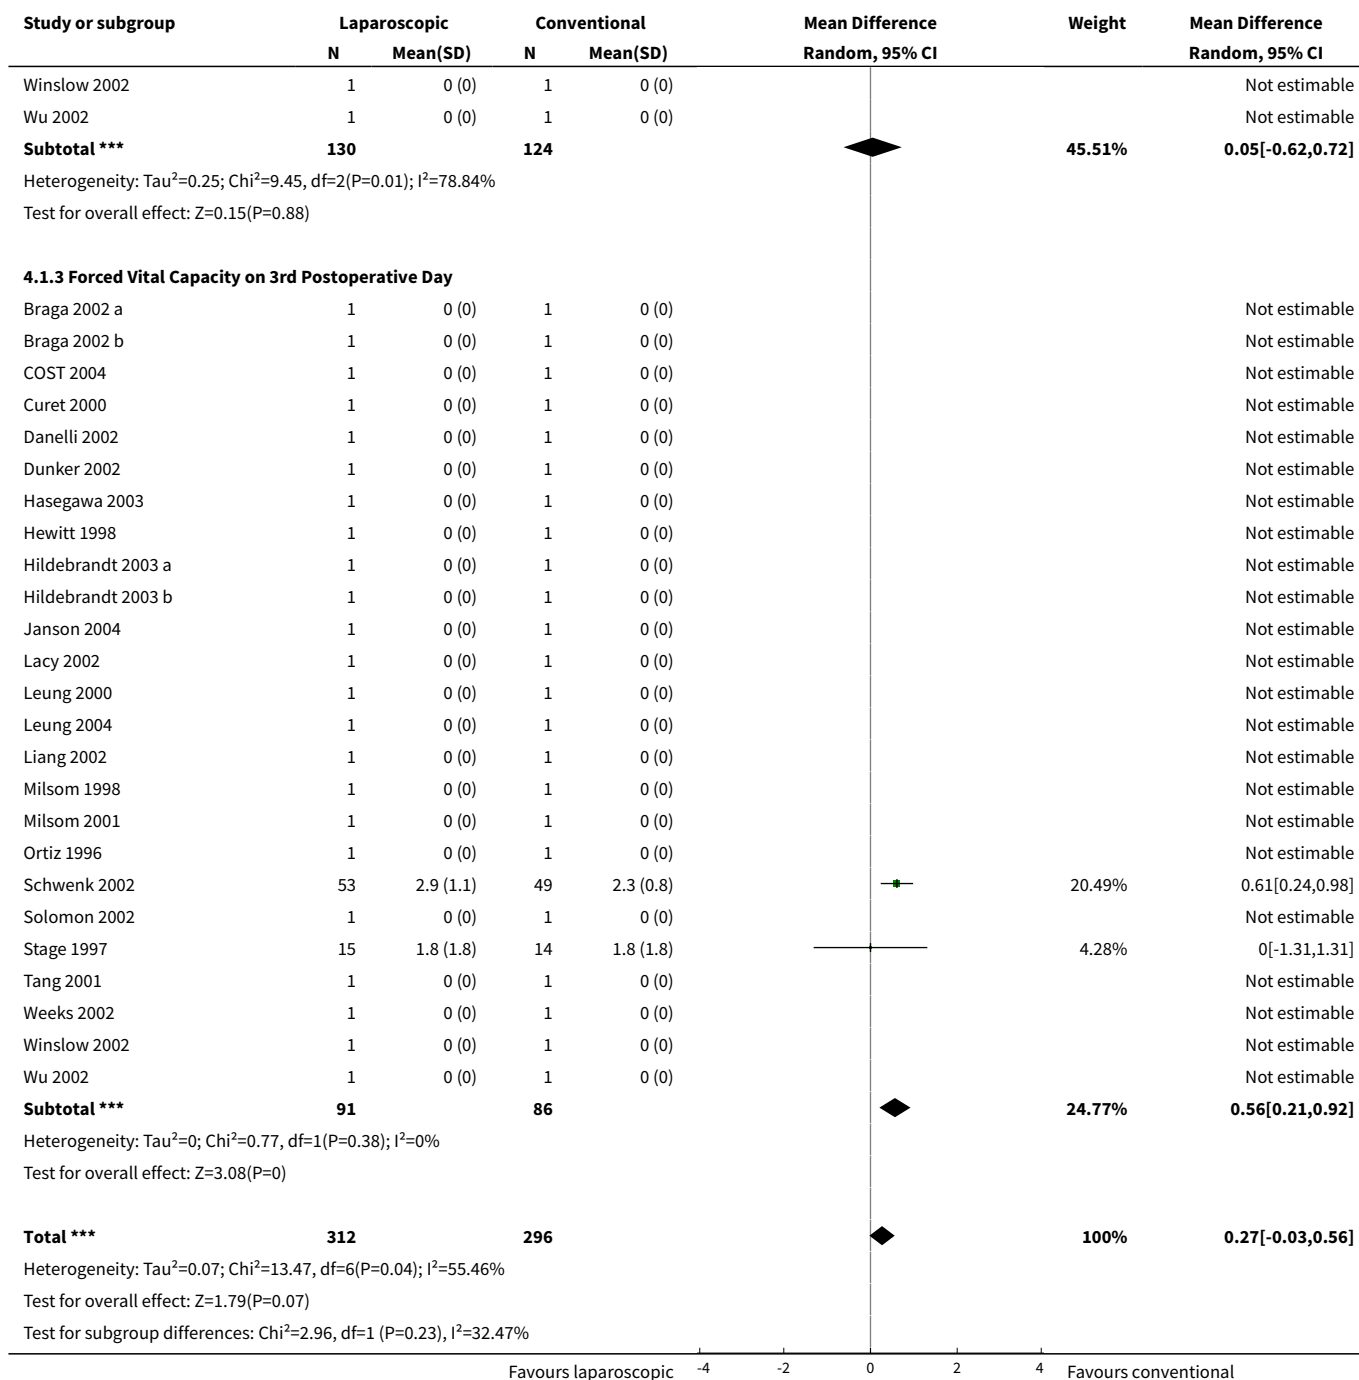 Study or subgroup Laparoscopic Conventional Mean Difference Weight Mean Difference
N Mean(SD) N Mean(SD) Random, 95% CI Random, 95% CI
Winslow 2002 1 0 (0) 1 0 (0) Not estimable
Wu 2002 1 0 (0) 1 0 (0) Not estimable
Subtotal *** 130 124 45.51% 0.05[-0.62,0.72]
Heterogeneity: Tau²=0.25; Chi²=9.45, df=2(P=0.01); I²=78.84%
Test for overall effect: Z=0.15(P=0.88)
4.1.3 Forced Vital Capacity on 3rd Postoperative Day
Braga 2002 a 1 0 (0) 1 0 (0) Not estimable
Braga 2002 b 1 0 (0) 1 0 (0) Not estimable
COST 2004 1 0 (0) 1 0 (0) Not estimable
Curet 2000 1 0 (0) 1 0 (0) Not estimable
Danelli 2002 1 0 (0) 1 0 (0) Not estimable
Dunker 2002 1 0 (0) 1 0 (0) Not estimable
Hasegawa 2003 1 0 (0) 1 0 (0) Not estimable
Hewitt 1998 1 0 (0) 1 0 (0) Not estimable
Hildebrandt 2003 a 1 0 (0) 1 0 (0) Not estimable
Hildebrandt 2003 b 1 0 (0) 1 0 (0) Not estimable
Janson 2004 1 0 (0) 1 0 (0) Not estimable
Lacy 2002 1 0 (0) 1 0 (0) Not estimable
Leung 2000 1 0 (0) 1 0 (0) Not estimable
Leung 2004 1 0 (0) 1 0 (0) Not estimable
Liang 2002 1 0 (0) 1 0 (0) Not estimable
Milsom 1998 1 0 (0) 1 0 (0) Not estimable
Milsom 2001 1 0 (0) 1 0 (0) Not estimable
Ortiz 1996 1 0 (0) 1 0 (0) Not estimable
Schwenk 2002 53 2.9 (1.1) 49 2.3 (0.8) 20.49% 0.61[0.24,0.98]
Solomon 2002 1 0 (0) 1 0 (0) Not estimable
Stage 1997 15 1.8 (1.8) 14 1.8 (1.8) 4.28% 0[-1.31,1.31]
Tang 2001 1 0 (0) 1 0 (0) Not estimable
Weeks 2002 1 0 (0) 1 0 (0) Not estimable
Winslow 2002 1 0 (0) 1 0 (0) Not estimable
Wu 2002 1 0 (0) 1 0 (0) Not estimable
Subtotal *** 91 86 24.77% 0.56[0.21,0.92]
Heterogeneity: Tau²=0; Chi²=0.77, df=1(P=0.38); I²=0%
Test for overall effect: Z=3.08(P=0)
Total *** 312 296 100% 0.27[-0.03,0.56]
Heterogeneity: Tau²=0.07; Chi²=13.47, df=6(P=0.04); I²=55.46%
Test for overall effect: Z=1.79(P=0.07)
Test for subgroup differences: Chi²=2.96, df=1 (P=0.23), I²=32.47%
Favours laparoscopic -4 -2 0 2 4 Favours conventional